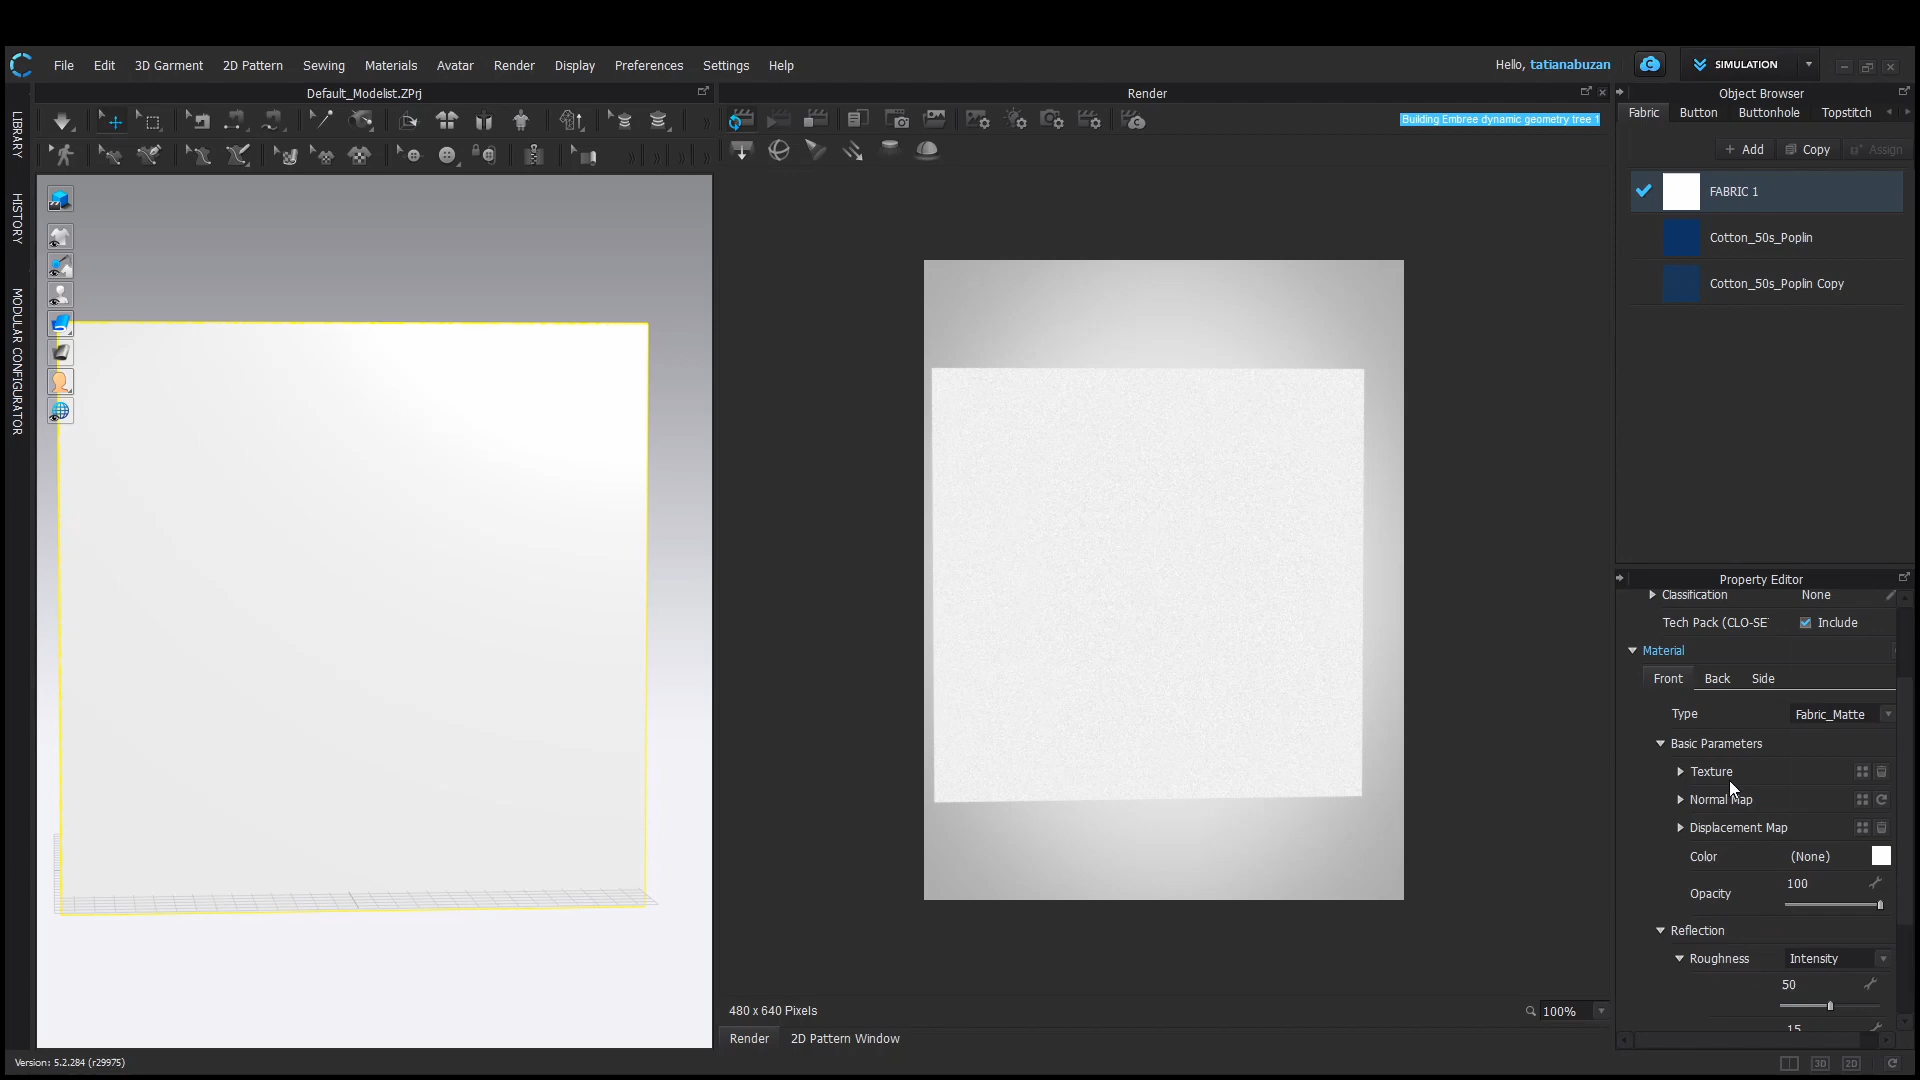 File Edit 3D Garment 2D Pattern Sewing Materials Avatar Render Display Preferences Settings Help
Hello, tatianabuzan
SIMULATION
Default_Modelist.ZPrj
Render
Object Browser
Fabric Button Buttonhole Topstitch
Building Embree dynamic geometry tree 1
Add Copy Assign
FABRIC 1
Cotton_50s_Poplin
Cotton_50s_Poplin Copy
LIBRARY
HISTORY
MODULAR CONFIGURATOR
Property Editor
Classification None
Tech Pack (CLO-SE Include
Material
Front Back Side
Type Fabric_Matte
Basic Parameters
Texture
Normal Map
Displacement Map
Color (None)
Opacity 100
Reflection
Roughness Intensity
50
15
480 x 640 Pixels
100%
Render 2D Pattern Window
Version: 5.2.284 (r29975)
3D 2D